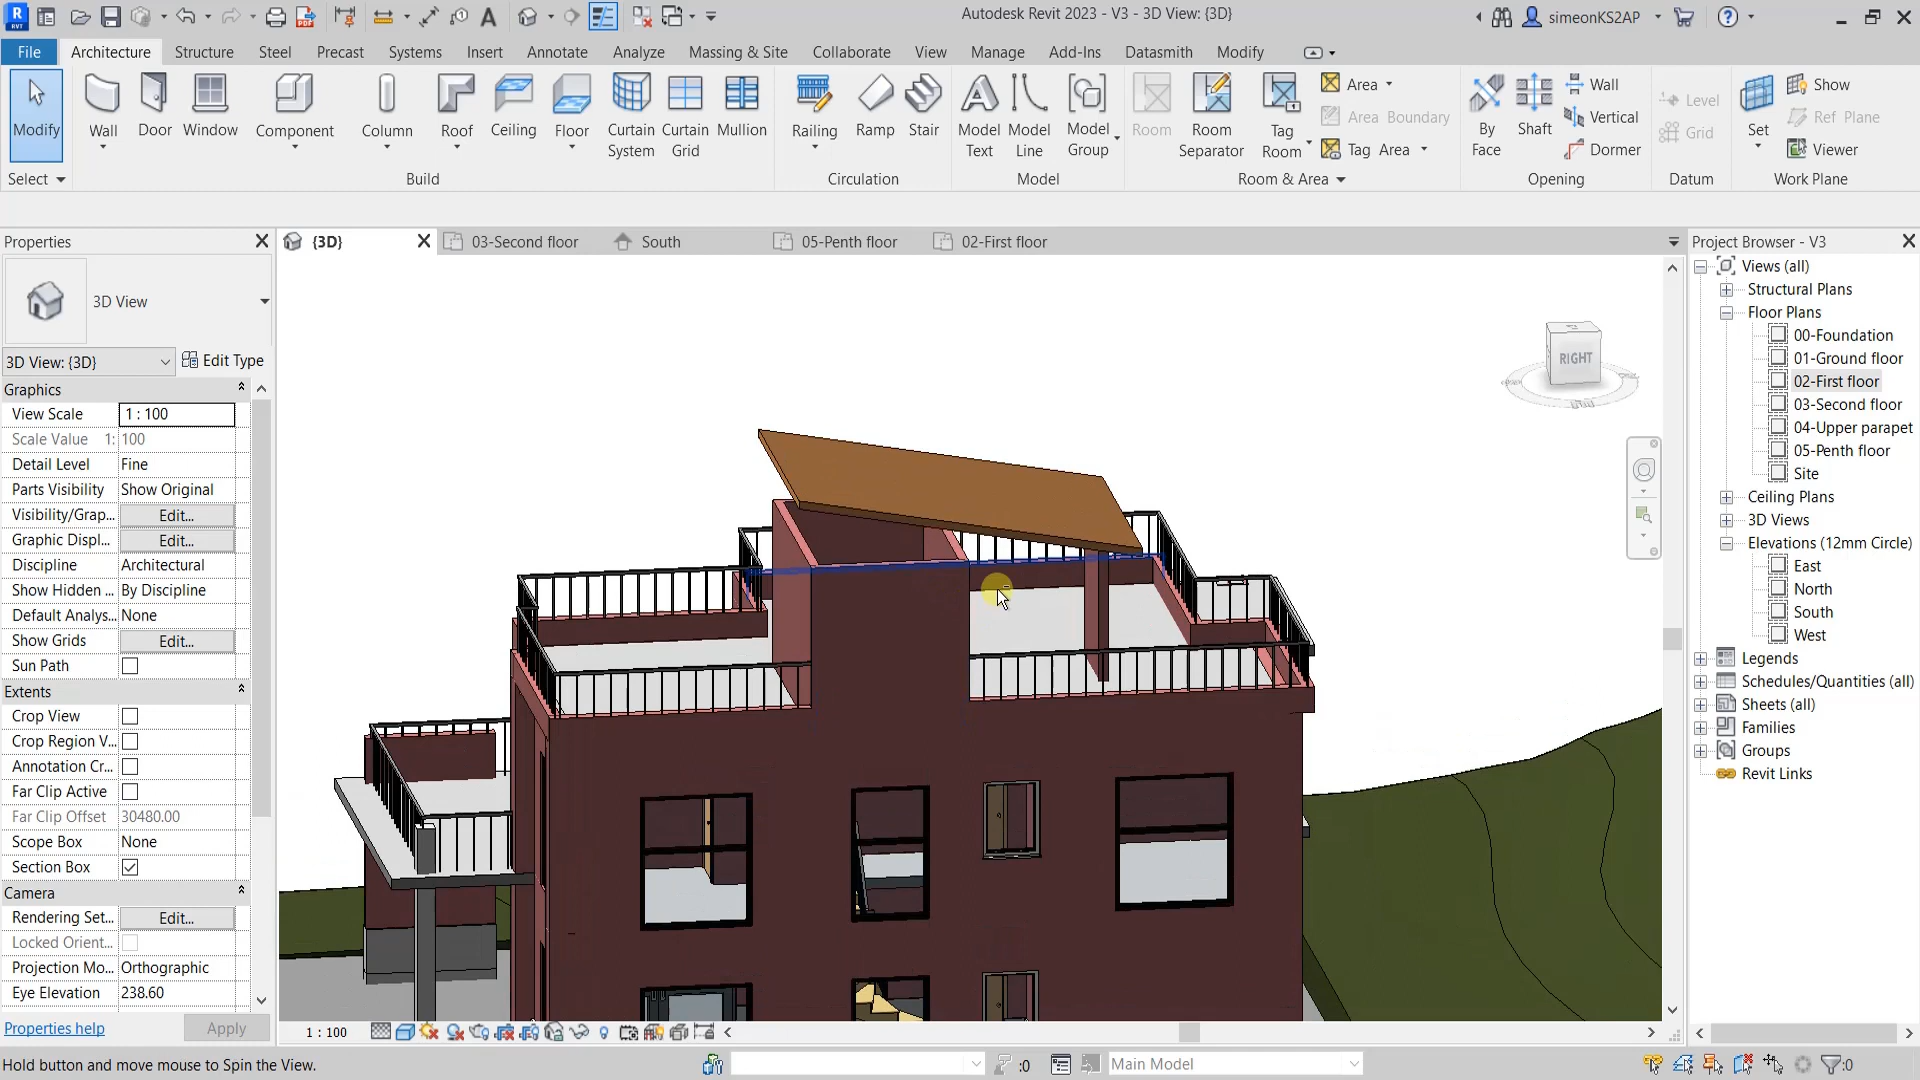 Autodesk Revit 2023 - V3 - 3D View: {3D}
simeonKS2AP
File
Architecture
Structure
Steel
Precast
Systems
Insert
Annotate
Analyze
Massing & Site
Collaborate
View
Manage
Add-Ins
Datasmith
Modify
Modify
Wall
Door
Window
Component
Column
Roof
Ceiling
Floor
Curtain System
Curtain Grid
Mullion
Railing
Ramp
Stair
Model Text
Model Line
Model Group
Room
Room Separator
Tag Room
Area
Area Boundary
Tag Area
By Face
Shaft
Wall
Vertical
Dormer
Level
Grid
Set
Show
Ref Plane
Viewer
Select
Build
Circulation
Model
Room & Area
Opening
Datum
Work Plane
Properties
{3D}
03-Second floor
South
05-Penth floor
02-First floor
Project Browser - V3
3D View
3D View: {3D}
Edit Type
Graphics
View Scale 1 : 100
Scale Value 1: 100
Detail Level Fine
Parts Visibility Show Original
Visibility/Grap... Edit...
Graphic Displ... Edit...
Discipline Architectural
Show Hidden ... By Discipline
Default Analys... None
Show Grids Edit...
Sun Path
Extents
Crop View
Crop Region V...
Annotation Cr...
Far Clip Active
Far Clip Offset 30480.00
Scope Box None
Section Box
Camera
Rendering Set... Edit...
Locked Orient...
Projection Mo... Orthographic
Eye Elevation 238.60
Properties help
Apply
RIGHT
Views (all)
Structural Plans
Floor Plans
00-Foundation
01-Ground floor
02-First floor
03-Second floor
04-Upper parapet
05-Penth floor
Site
Ceiling Plans
3D Views
Elevations (12mm Circle)
East
North
South
West
Legends
Schedules/Quantities (all)
Sheets (all)
Families
Groups
Revit Links
1 : 100
Hold button and move mouse to Spin the View.
:0
Main Model
:0